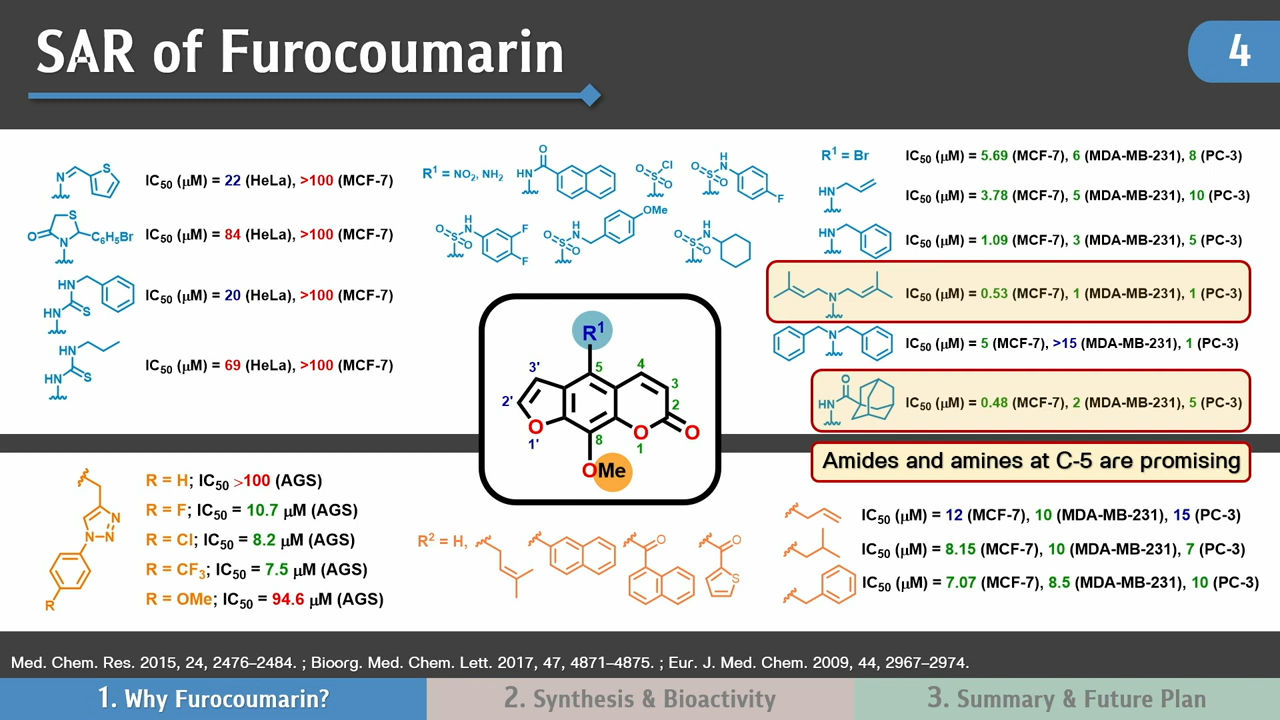 SAR of Furocoumarin
4
N
S
IC50 (µM) = 22 (HeLa), >100 (MCF-7)
S
O
N
C6H5Br
IC50 (µM) = 84 (HeLa), >100 (MCF-7)
HN
HN
S
IC50 (µM) = 20 (HeLa), >100 (MCF-7)
HN
HN
S
IC50 (µM) = 69 (HeLa), >100 (MCF-7)
R1 = NO2, NH2
HN
O
O=S=O
Cl
O=S=O
H
N
F
O=S=O
H
N
F
F
O=S=O
H
N
OMe
O=S=O
H
N
R1 = Br
IC50 (µM) = 5.69 (MCF-7), 6 (MDA-MB-231), 8 (PC-3)
HN
IC50 (µM) = 3.78 (MCF-7), 5 (MDA-MB-231), 10 (PC-3)
HN
IC50 (µM) = 1.09 (MCF-7), 3 (MDA-MB-231), 5 (PC-3)
N
IC50 (µM) = 0.53 (MCF-7), 1 (MDA-MB-231), 1 (PC-3)
N
IC50 (µM) = 5 (MCF-7), >15 (MDA-MB-231), 1 (PC-3)
O
HN
IC50 (µM) = 0.48 (MCF-7), 2 (MDA-MB-231), 5 (PC-3)
R1
3' 5 4
3
2' 2
O O O
1' 8 1
OMe
Amides and amines at C-5 are promising
N
N
N
R
R = H; IC50 >100 (AGS)
R = F; IC50 = 10.7 µM (AGS)
R = Cl; IC50 = 8.2 µM (AGS)
R = CF3; IC50 = 7.5 µM (AGS)
R = OMe; IC50 = 94.6 µM (AGS)
R2 = H,
O
O
S
IC50 (µM) = 12 (MCF-7), 10 (MDA-MB-231), 15 (PC-3)
IC50 (µM) = 8.15 (MCF-7), 10 (MDA-MB-231), 7 (PC-3)
IC50 (µM) = 7.07 (MCF-7), 8.5 (MDA-MB-231), 10 (PC-3)
Med. Chem. Res. 2015, 24, 2476–2484. ; Bioorg. Med. Chem. Lett. 2017, 47, 4871–4875. ; Eur. J. Med. Chem. 2009, 44, 2967–2974.
1. Why Furocoumarin?
2. Synthesis & Bioactivity
3. Summary & Future Plan